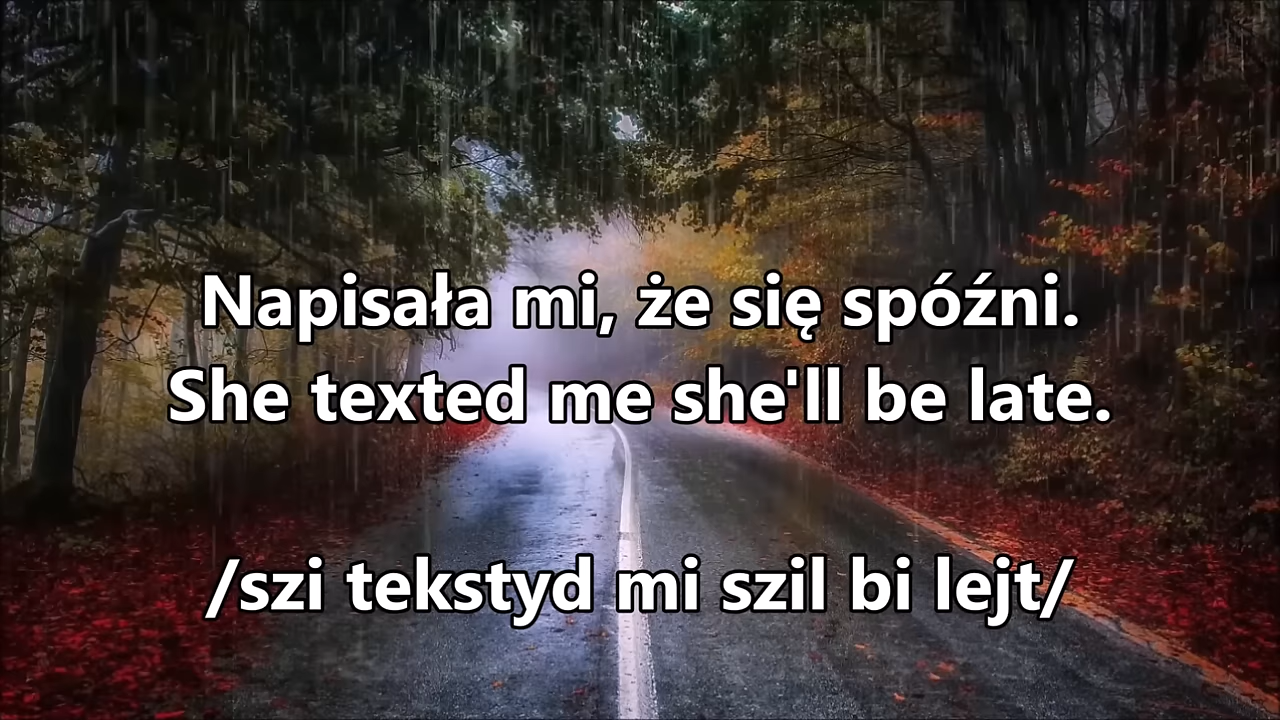 Napisała mi, że się spóźni.
She texted me she'll be late.
/szi tekstyd mi szil bi lejt/